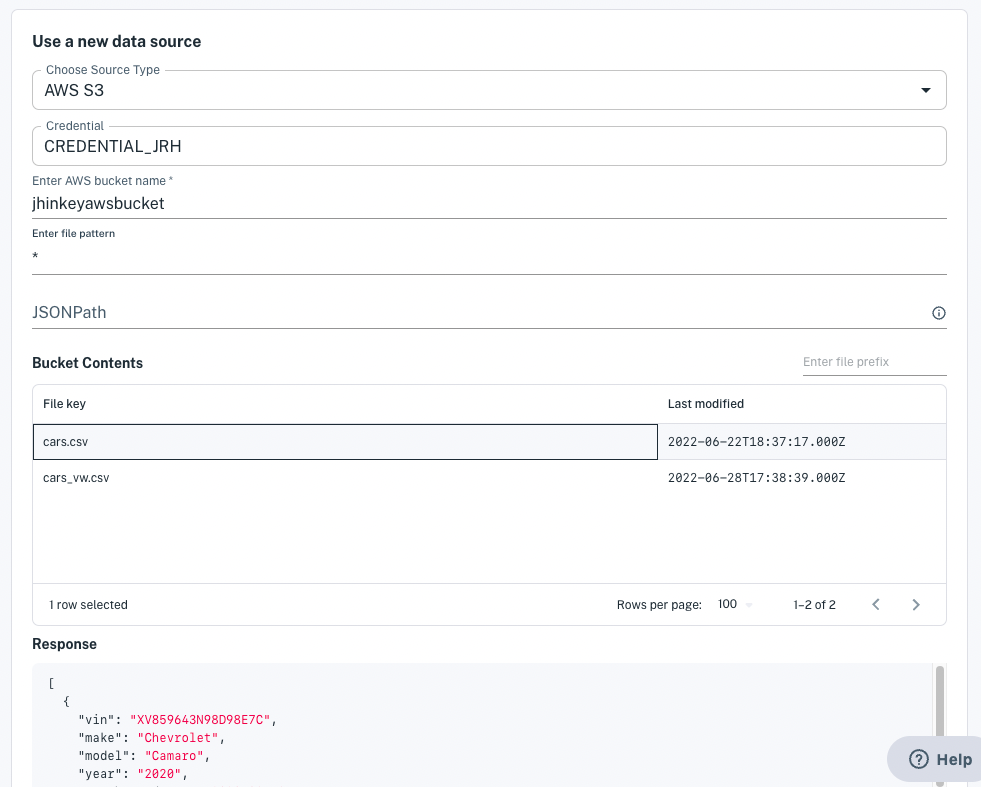 Use a new data source
Choose Source Type
AWS S3
Credential
CREDENTIAL_JRH
Enter AWS bucket name *
jhinkeyawsbucket
Enter file pattern
*
JSONPath
Bucket Contents
Enter file prefix
File key Last modified
cars.csv 2022-06-22T18:37:17.000Z
cars_vw.csv 2022-06-28T17:38:39.000Z
1 row selected Rows per page: 100 1-2 of 2
Response
[
{
"vin": "XV859643N98D98E7C",
"make": "Chevrolet",
"model": "Camaro",
"year": "2020",
Help